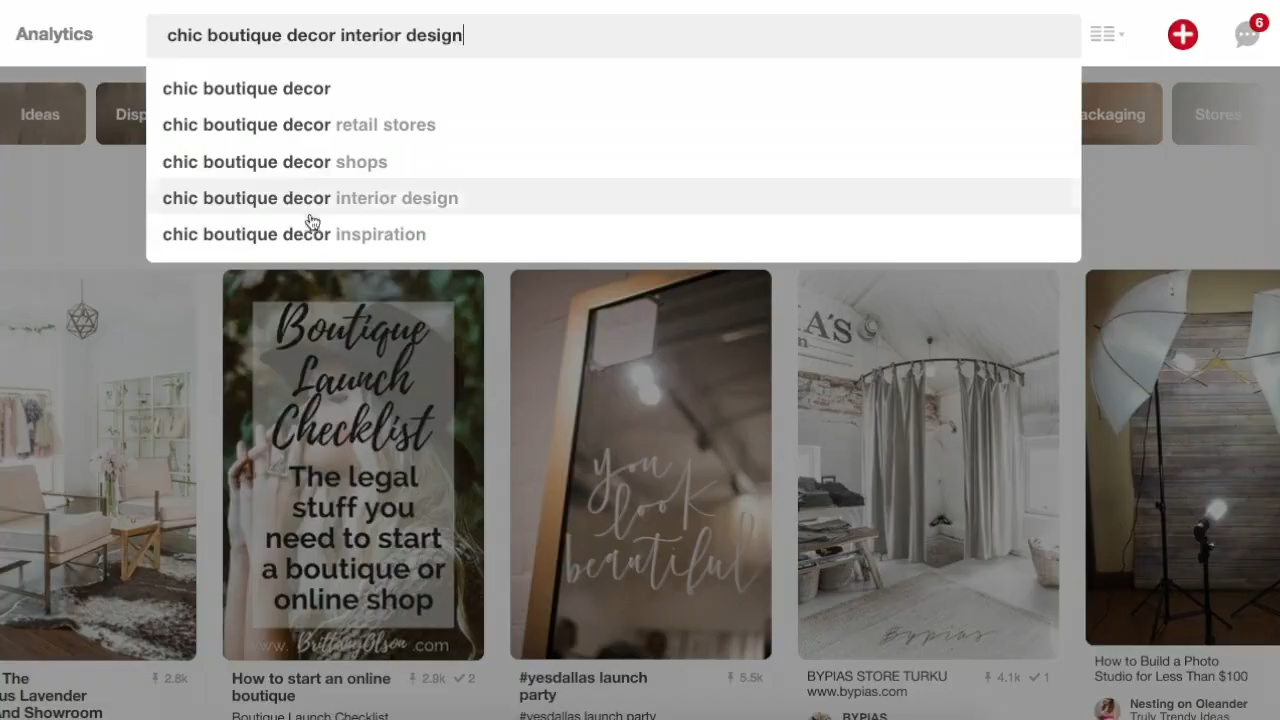 Analytics
chic boutique decor interior design
6
chic boutique decor
chic boutique decor retail stores
chic boutique decor shops
chic boutique decor interior design
chic boutique decor inspiration
Ideas
Disp
ackaging
Stores
Boutique
Launch
Checklist
The legal
stuff you
need to start
a boutique or
online shop
www.BrittanyOlson.com
you
look
beautiful
A'S
n
Bypias
The
us Lavender
And Showroom
2.8k
How to start an online
boutique
2.9k
2
Boutique Launch Checklist
#yesdallas launch
party
5.5k
#yesdallas launch party
BYPIAS STORE TURKU
www.bypias.com
4.1k
1
BYPIAS
How to Build a Photo
Studio for Less Than $100
Nesting on Oleander
Truly Trendy Ideas